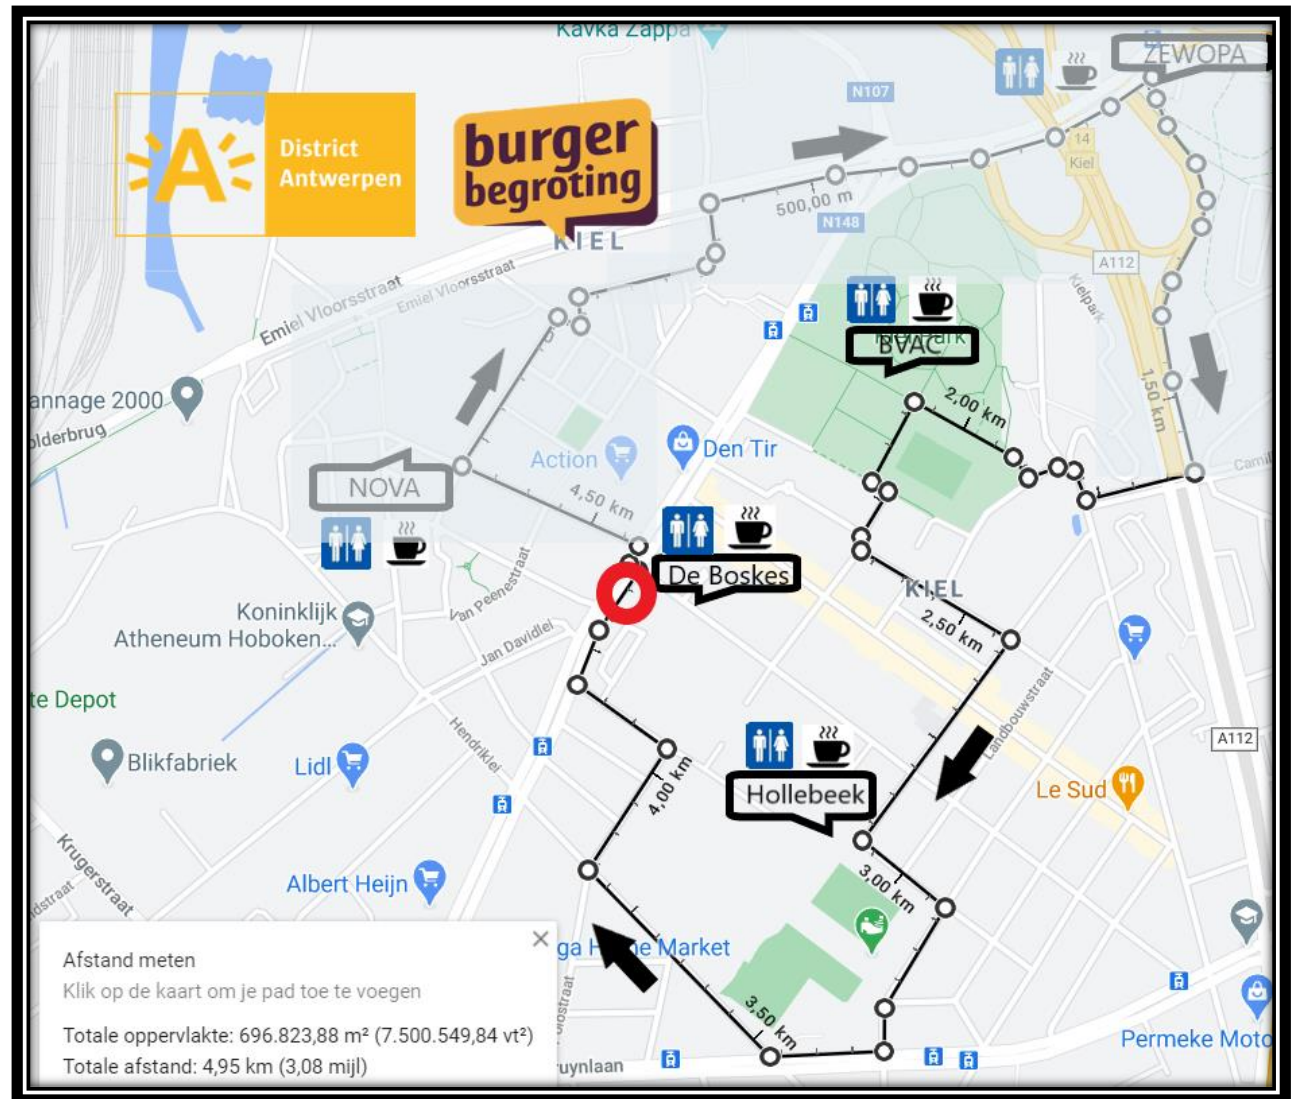 Kavka Zappa
ZEWOPA
N107
14
Kiel
District
Antwerpen
burger
begroting
500,00 m
N148
KIEL
A112
Emiel Vloorsstraat
Emiel Vloorsstraat
Kielpark
BVAC
1,50 km
annage 2000
olderbrug
2,00 km
Den Tir
Action
NOVA
4,50 km
De Boskes
KIEL
2,50 km
Van Peenestraat
Koninklijk
Atheneum Hoboken...
Jan Davidlei
te Depot
Landbouwstraat
Hendriklei
A112
Blikfabriek
Lidl
4,00 km
Hollebeek
Le Sud
Krugerstraat
Albert Heijn
3,00 km
ndstraat
Afstand meten
Klik op de kaart om je pad toe te voegen
Totale oppervlakte: 696.823,88 m² (7.500.549,84 vt²)
Totale afstand: 4,95 km (3,08 mijl)
Market
3,50 km
Permeke Moto
uynlaan